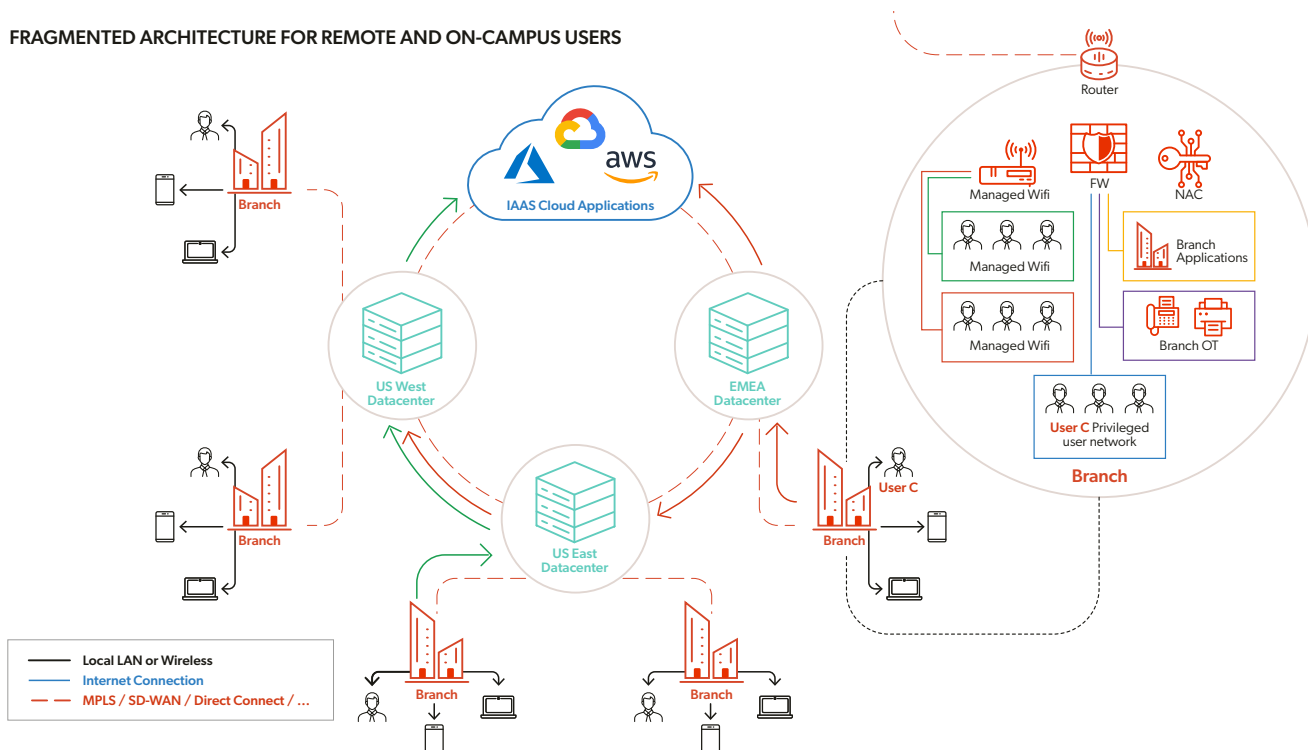 FRAGMENTED ARCHITECTURE FOR REMOTE AND ON-CAMPUS USERS
Router
aws
IAAS Cloud Applications
Branch
Managed Wifi
FW
NAC
Managed Wifi
Branch
Applications
Managed Wifi
Branch OT
US West
Datacenter
EMEA
Datacenter
User C Privileged
user network
Branch
Branch
User C
Branch
US East
Datacenter
Branch
Branch
Local LAN or Wireless
Internet Connection
MPLS / SD-WAN / Direct Connect / ...